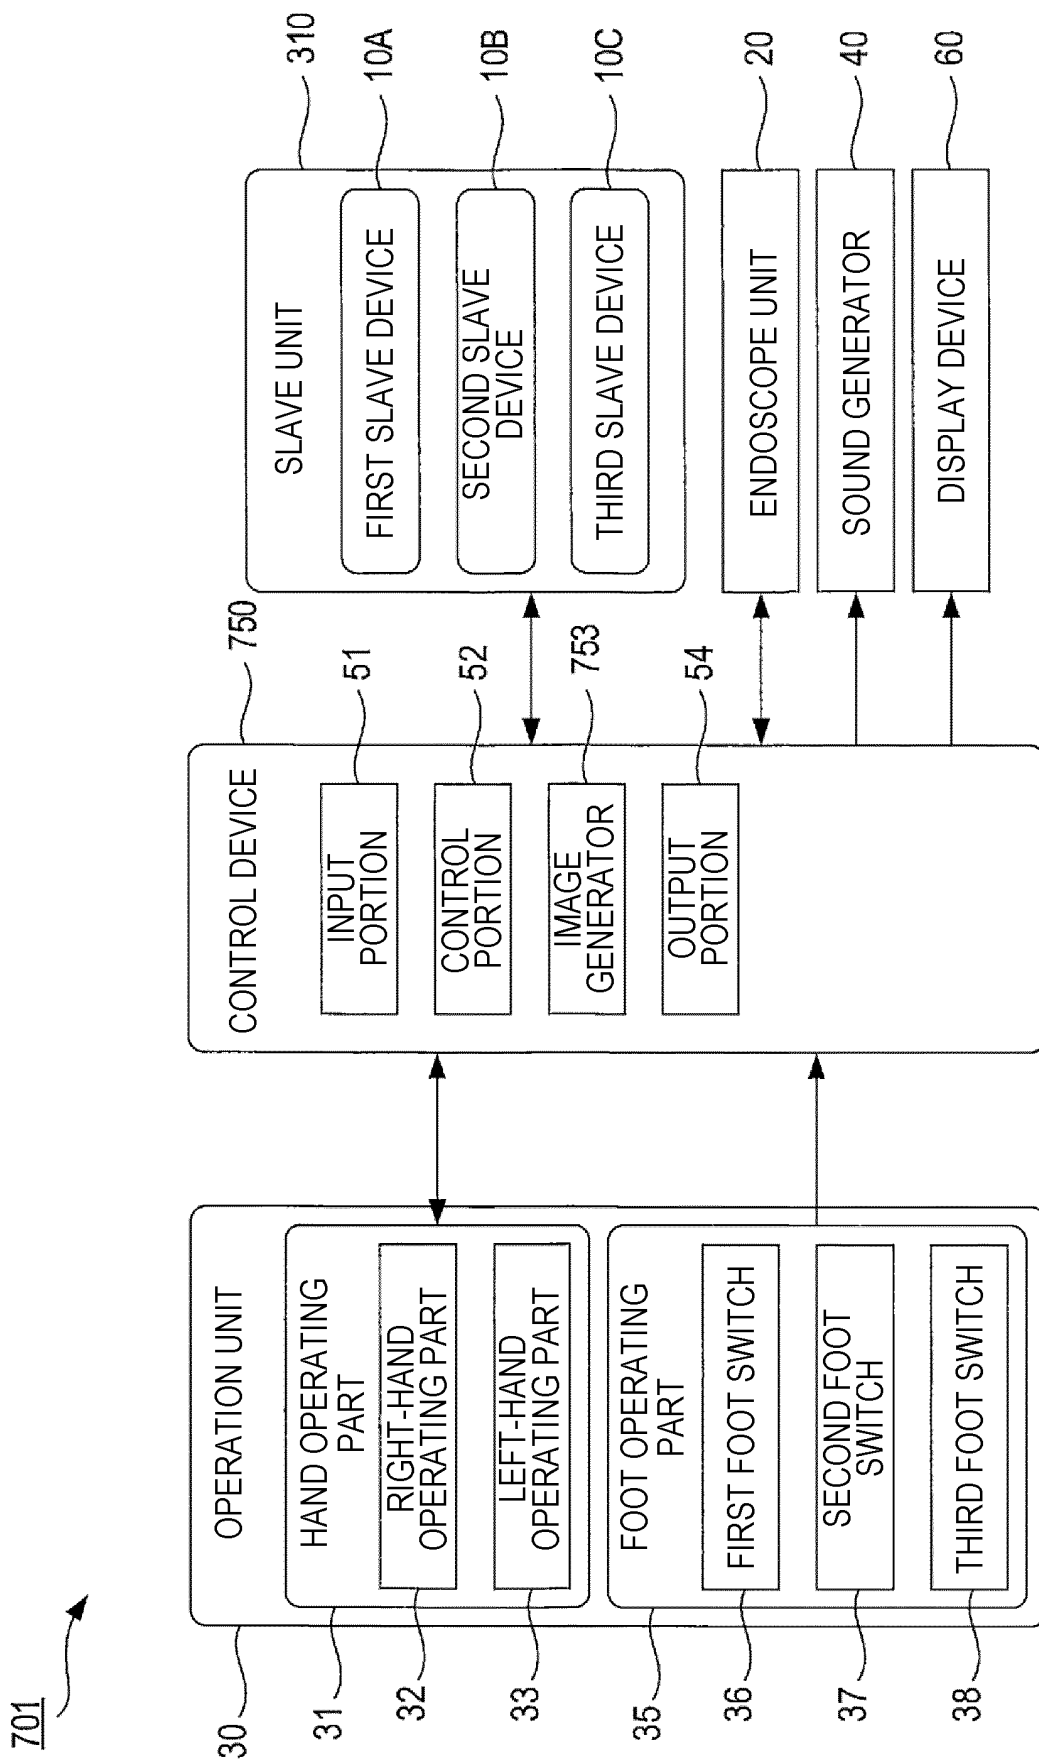 701
30
31
32
33
35
36
37
38
OPERATION UNIT
HAND OPERATING
PART
RIGHT-HAND
OPERATING PART
LEFT-HAND
OPERATING PART
FOOT OPERATING
PART
FIRST FOOT SWITCH
SECOND FOOT
SWITCH
THIRD FOOT SWITCH
750
CONTROL DEVICE
INPUT
PORTION
51
CONTROL
PORTION
52
IMAGE
GENERATOR
753
OUTPUT
PORTION
54
310
SLAVE UNIT
FIRST SLAVE DEVICE
10A
SECOND SLAVE
DEVICE
10B
THIRD SLAVE DEVICE
10C
ENDOSCOPE UNIT
20
SOUND GENERATOR
40
DISPLAY DEVICE
60